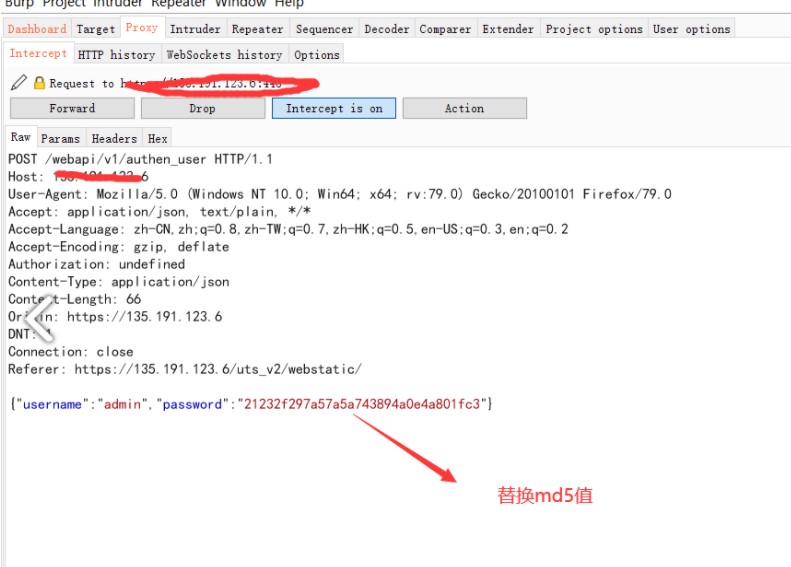 Burp Project Intruder Repeater Window Help
Dashboard Target Proxy Intruder Repeater Sequencer Decoder Comparer Extender Project options User options
Intercept HTTP history WebSockets history Options
Request to
Forward Drop Intercept is on Action
Raw Params Headers Hex
POST /webapi/v1/authen_user HTTP/1.1
Host:
User-Agent: Mozilla/5.0 (Windows NT 10.0; Win64; x64; rv:79.0) Gecko/20100101 Firefox/79.0
Accept: application/json, text/plain, */*
Accept-Language: zh-CN,zh;q=0.8,zh-TW;q=0.7,zh-HK;q=0.5,en-US;q=0.3,en;q=0.2
Accept-Encoding: gzip, deflate
Authorization: undefined
Content-Type: application/json
Content-Length: 66
Origin: https://135.191.123.6
DNT: 1
Connection: close
Referer: https://135.191.123.6/uts_v2/webstatic/
{"username":"admin","password":"21232f297a57a5a743894a0e4a801fc3"}
替换md5值